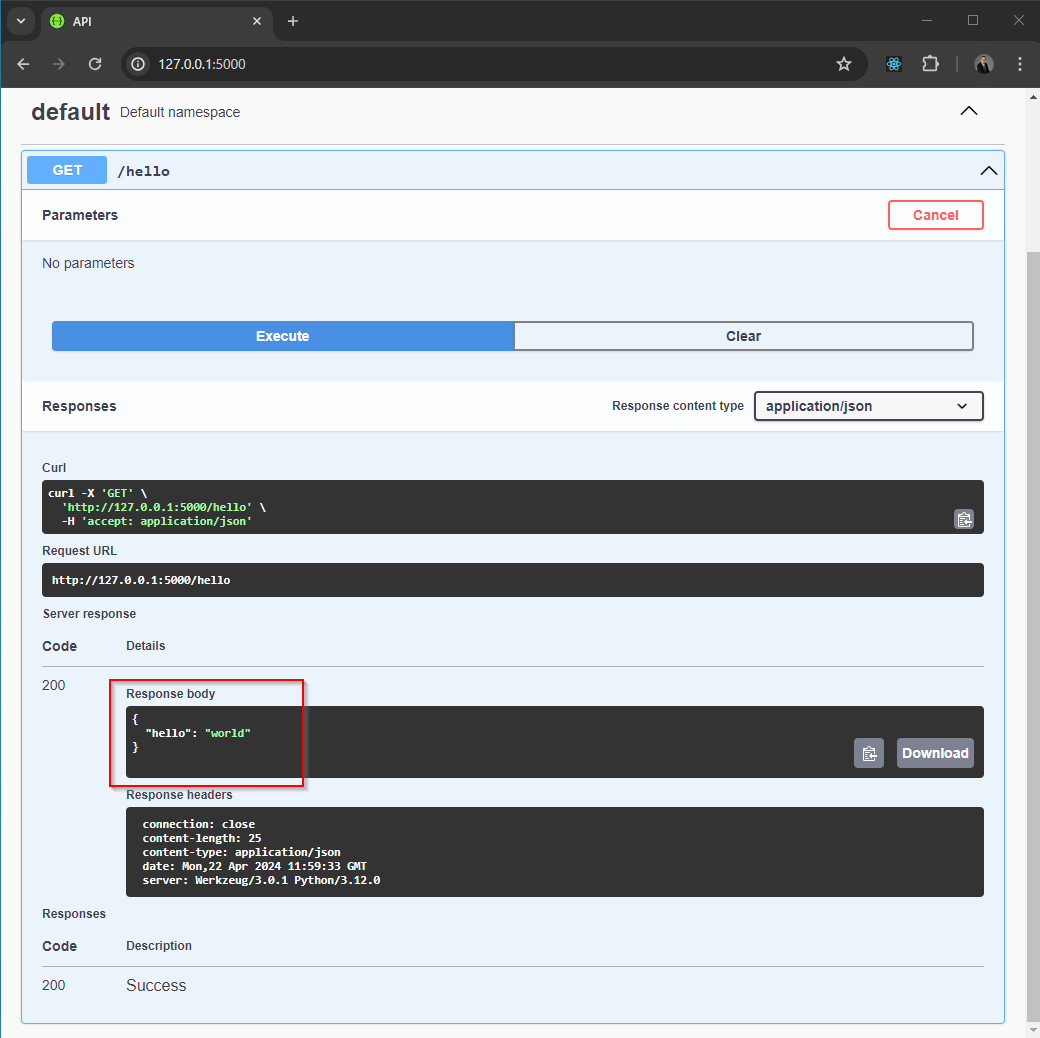 API
127.0.0.1:5000
default Default namespace
GET /hello
Parameters Cancel
No parameters
Execute Clear
Responses Response content type application/json
Curl
curl -X 'GET' \
  'http://127.0.0.1:5000/hello' \
  -H 'accept: application/json'
Request URL
http://127.0.0.1:5000/hello
Server response
Code Details
200
Response body
{
  "hello": "world"
}
Download
Response headers
connection: close
content-length: 25
content-type: application/json
date: Mon,22 Apr 2024 11:59:33 GMT
server: Werkzeug/3.0.1 Python/3.12.0
Responses
Code Description
200 Success